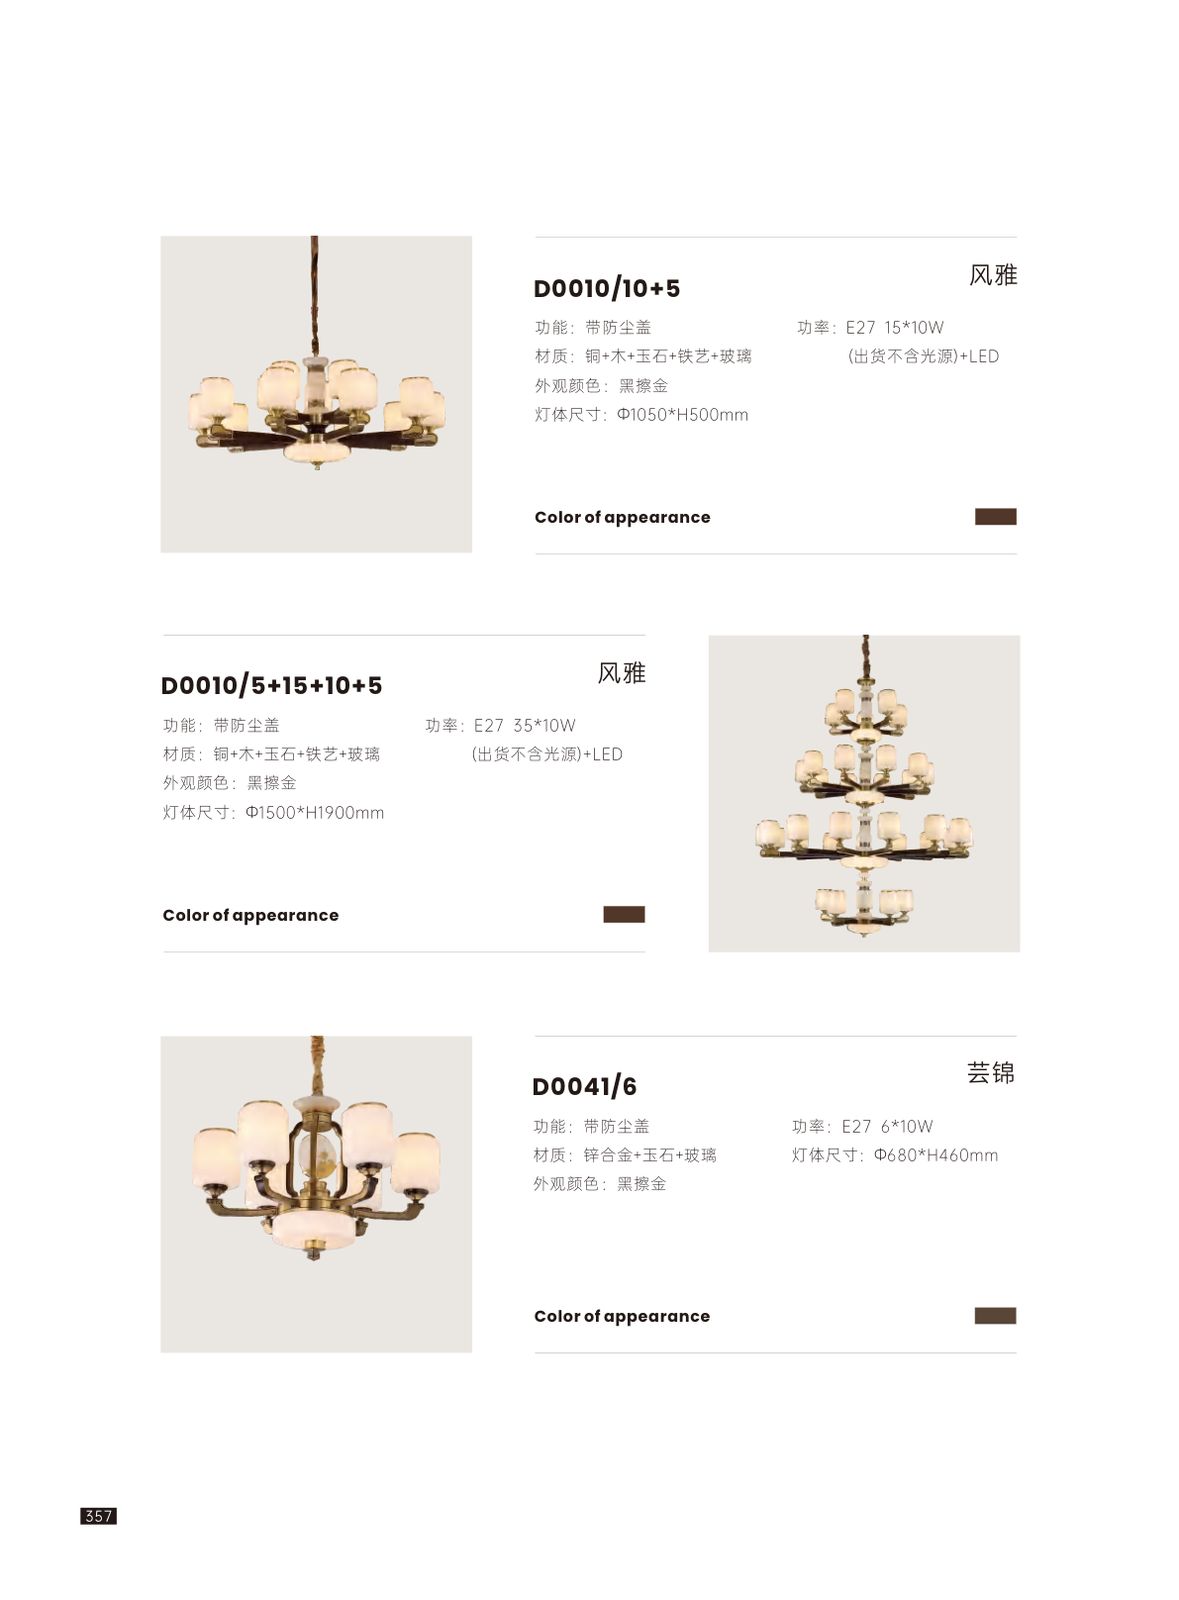 风雅
D0010/10+5
功能：带防尘盖
功率：E27 15*10W
材质：铜+木+玉石+铁艺+玻璃
(出货不含光源)+LED
外观颜色：黑擦金
灯体尺寸：Φ1050*H500mm
Color of appearance
风雅
D0010/5+15+10+5
功能：带防尘盖
功率：E27 35*10W
材质：铜+木+玉石+铁艺+玻璃
(出货不含光源)+LED
外观颜色：黑擦金
灯体尺寸：Φ1500*H1900mm
Color of appearance
芸锦
D0041/6
功能：带防尘盖
功率：E27 6*10W
材质：锌合金+玉石+玻璃
灯体尺寸：Φ680*H460mm
外观颜色：黑擦金
Color of appearance
357